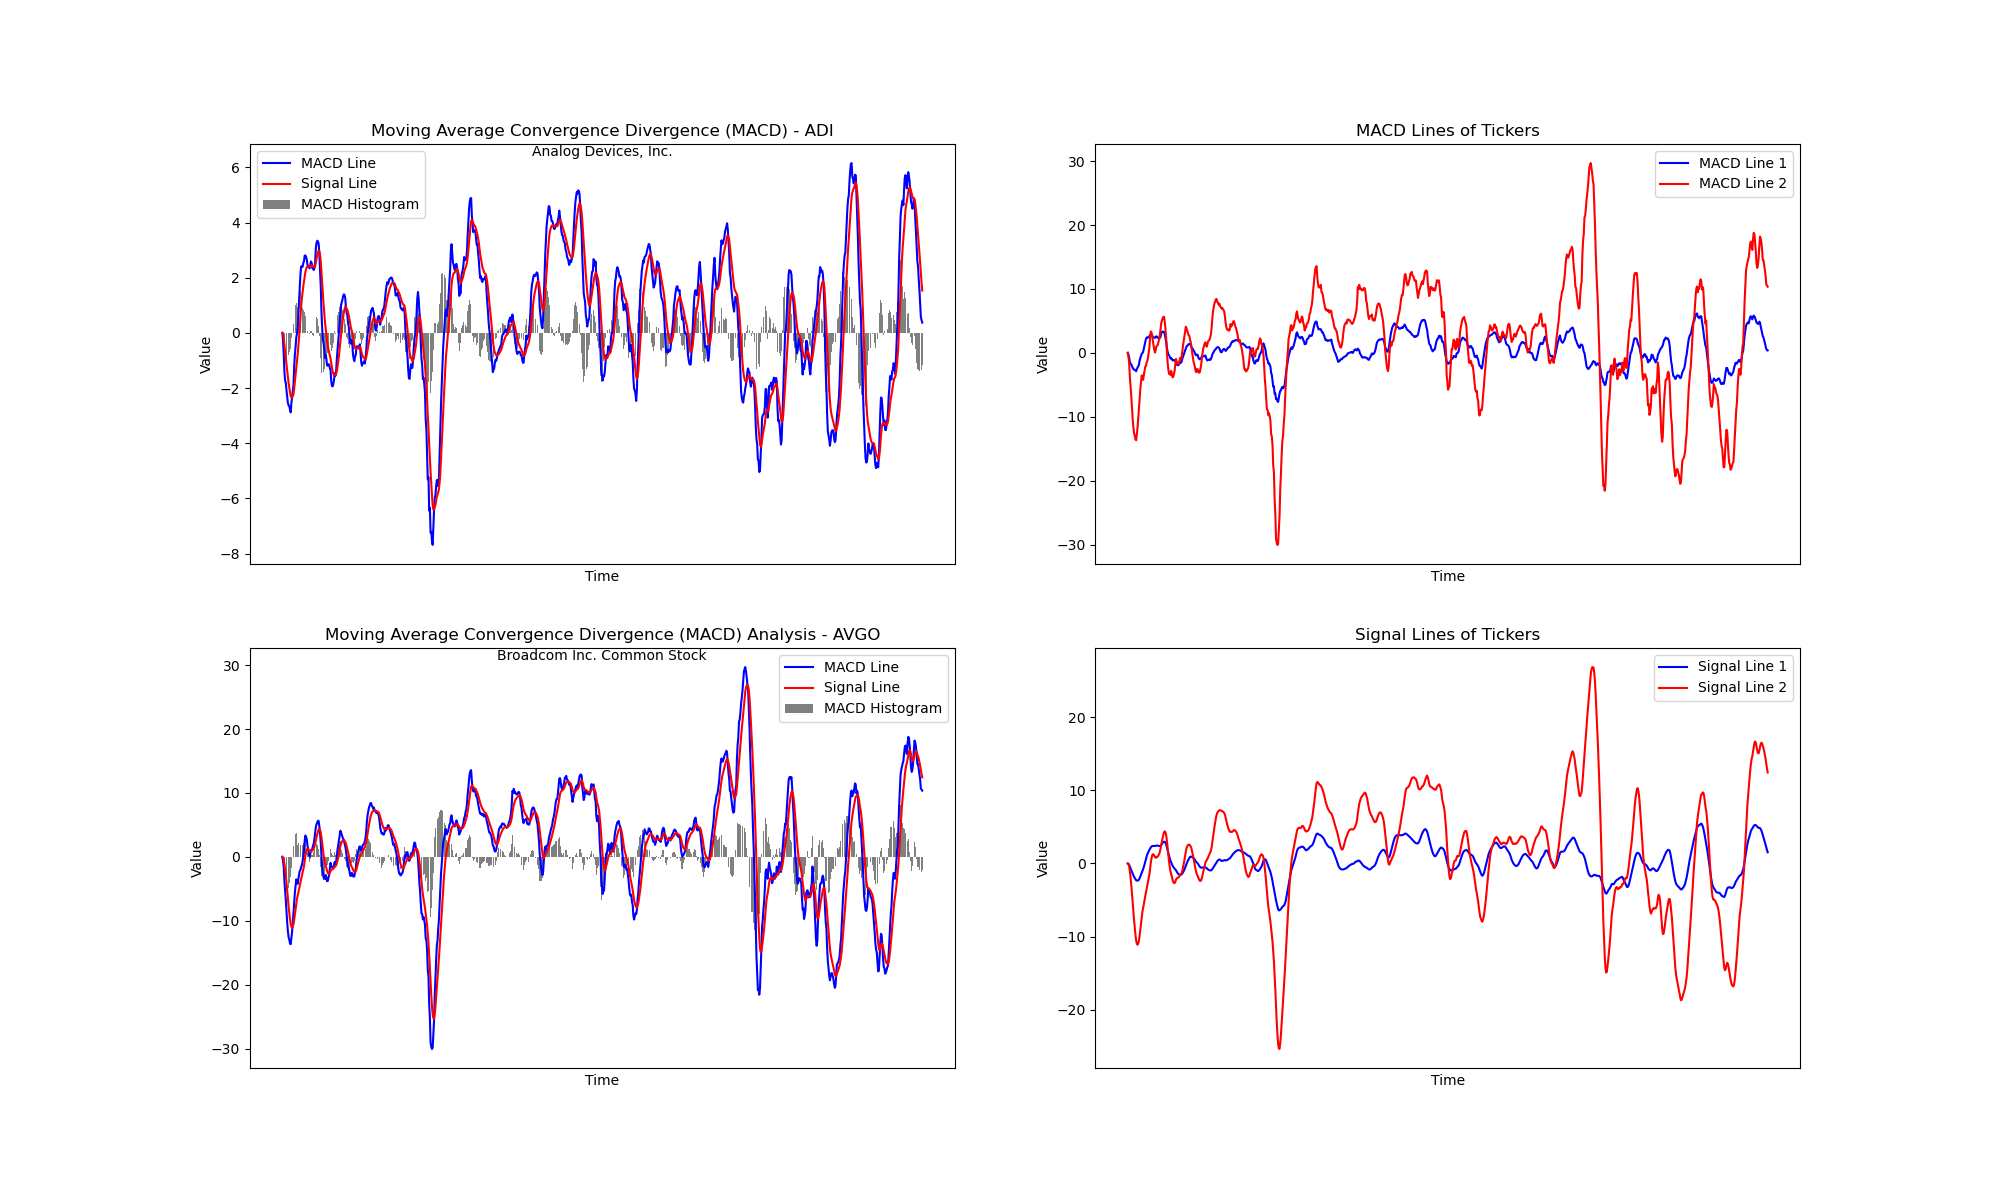 Moving Average Convergence Divergence (MACD) - ADI
Analog Devices, Inc.
MACD Line
Signal Line
MACD Histogram
6
4
2
0
−2
−4
−6
−8
Value
Time
MACD Lines of Tickers
MACD Line 1
MACD Line 2
30
20
10
0
−10
−20
−30
Value
Time
Moving Average Convergence Divergence (MACD) Analysis - AVGO
Broadcom Inc. Common Stock
MACD Line
Signal Line
MACD Histogram
30
20
10
0
−10
−20
−30
Value
Time
Signal Lines of Tickers
Signal Line 1
Signal Line 2
20
10
0
−10
−20
Value
Time